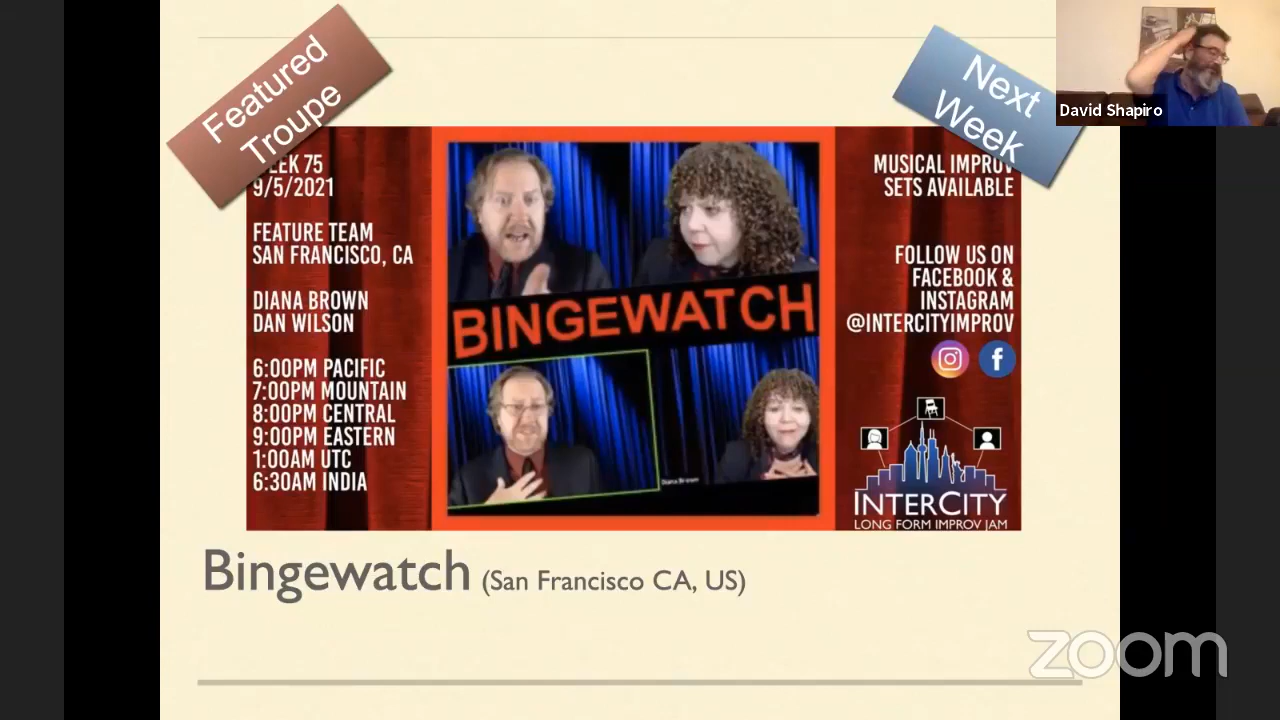 Featured
Troupe
Next
Week
David Shapiro
WEEK 75
9/5/2021
FEATURE TEAM
SAN FRANCISCO, CA
DIANA BROWN
DAN WILSON
6:00PM PACIFIC
7:00PM MOUNTAIN
8:00PM CENTRAL
9:00PM EASTERN
1:00AM UTC
6:30AM INDIA
BINGEWATCH
Diana Brown
MUSICAL IMPROV
SETS AVAILABLE
FOLLOW US ON
FACEBOOK &
INSTAGRAM
@INTERCITYIMPROV
INTERCITY
LONG FORM IMPROV JAM
Bingewatch (San Francisco CA, US)
zoom